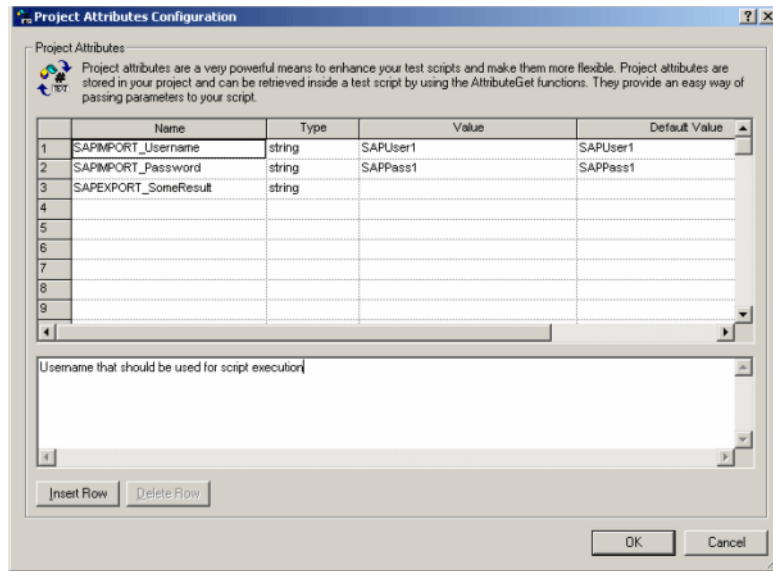 Project Attributes Configuration
Project Attributes
Project attributes are a very powerful means to enhance your test scripts and make them more flexible. Project attributes are
stored in your project and can be retrieved inside a test script by using the AttributeGet functions. They provide an easy way of
passing parameters to your script.
Name Type Value Default Value
1 SAPIMPORT_Username string SAPUser1 SAPUser1
2 SAPIMPORT_Password string SAPPass1 SAPPass1
3 SAPEXPORT_SomeResult string
4
5
6
7
8
9
Username that should be used for script execution
Insert Row Delete Row
OK Cancel